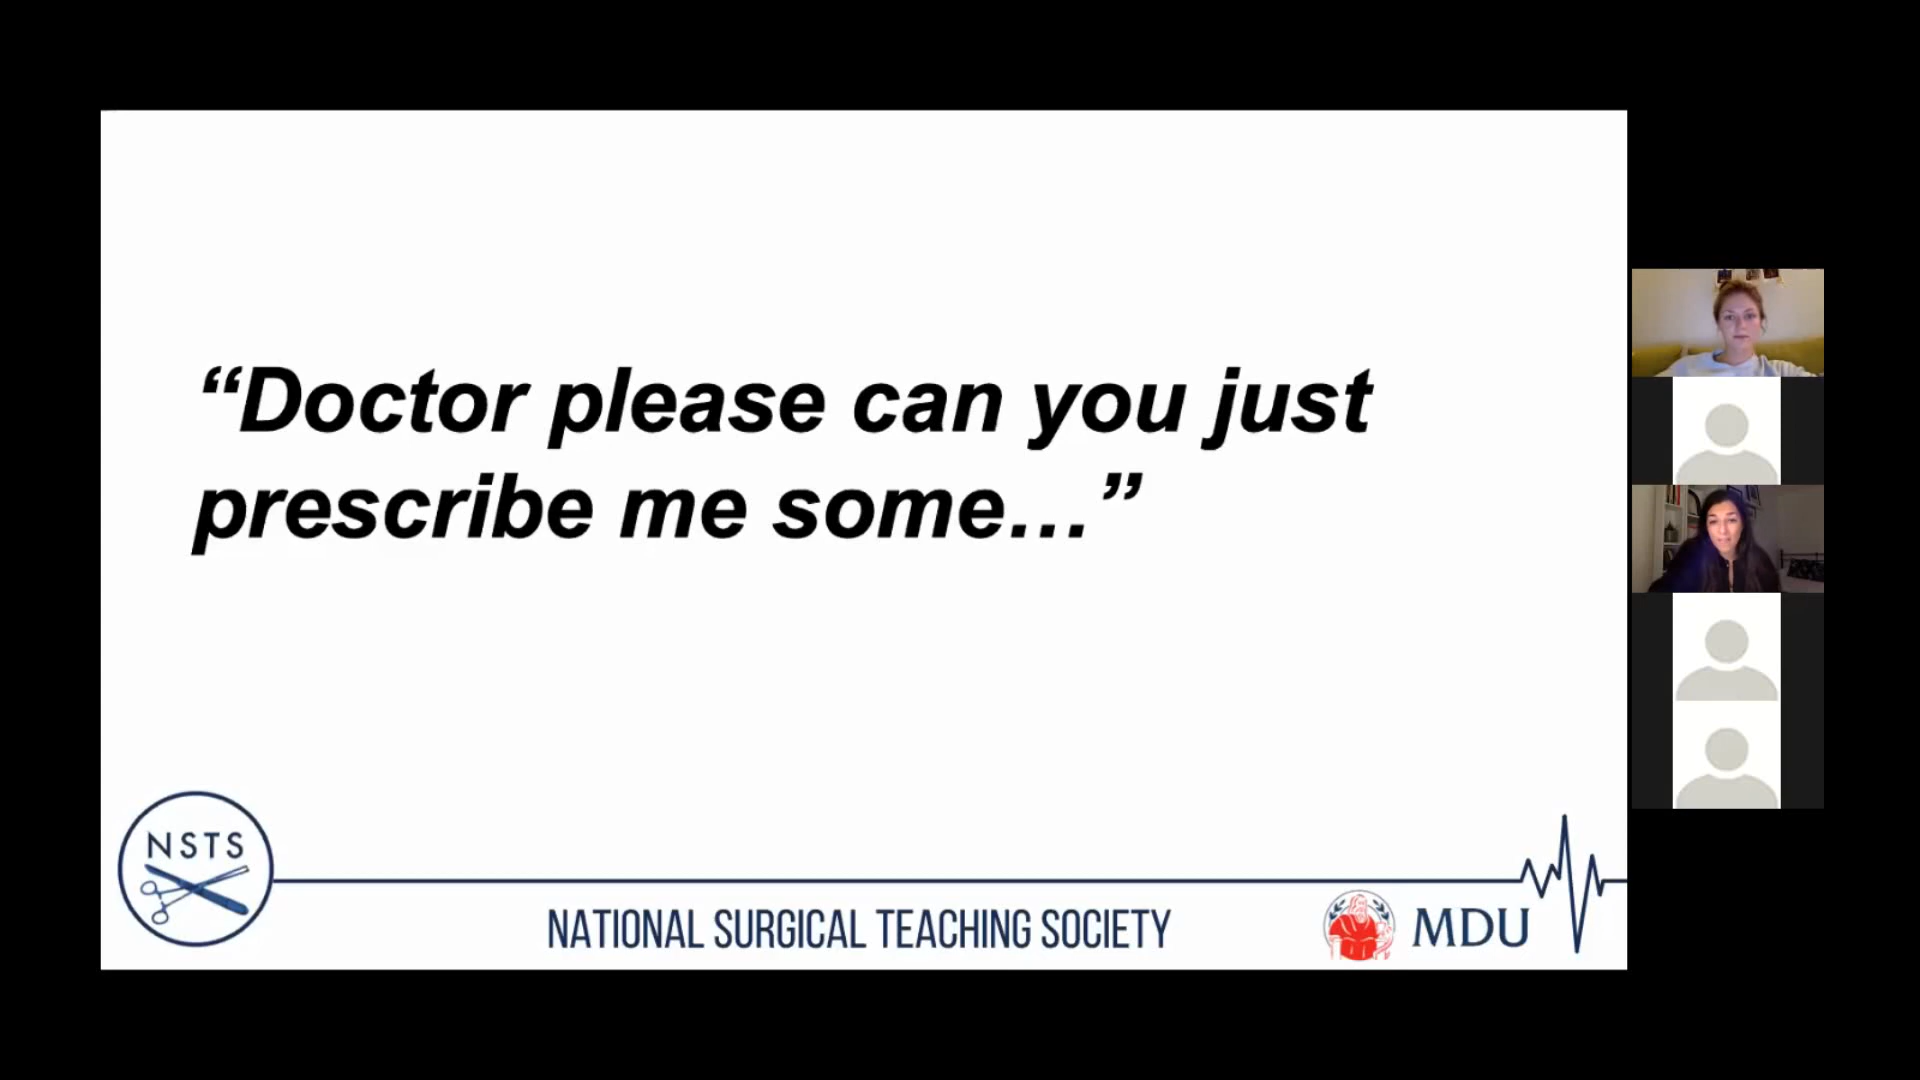 “Doctor please can you just
prescribe me some...”
NSTS
NATIONAL SURGICAL TEACHING SOCIETY
MDU